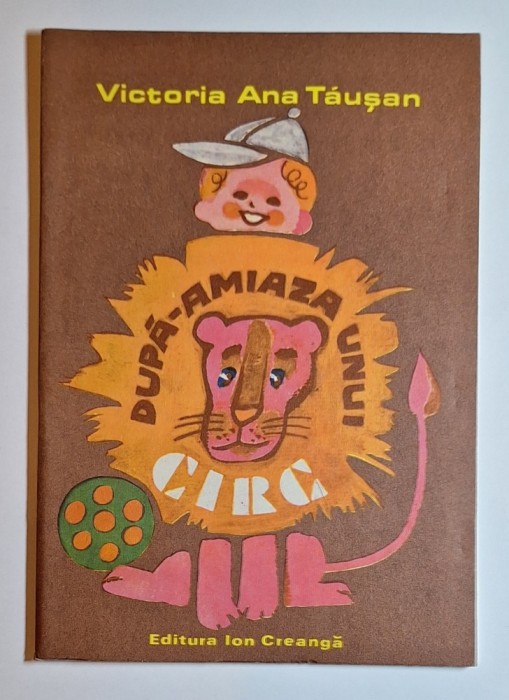 Victoria Ana Tăușan
DUPĂ-AMIAZA UNUI
CIRC
Editura Ion Creangă